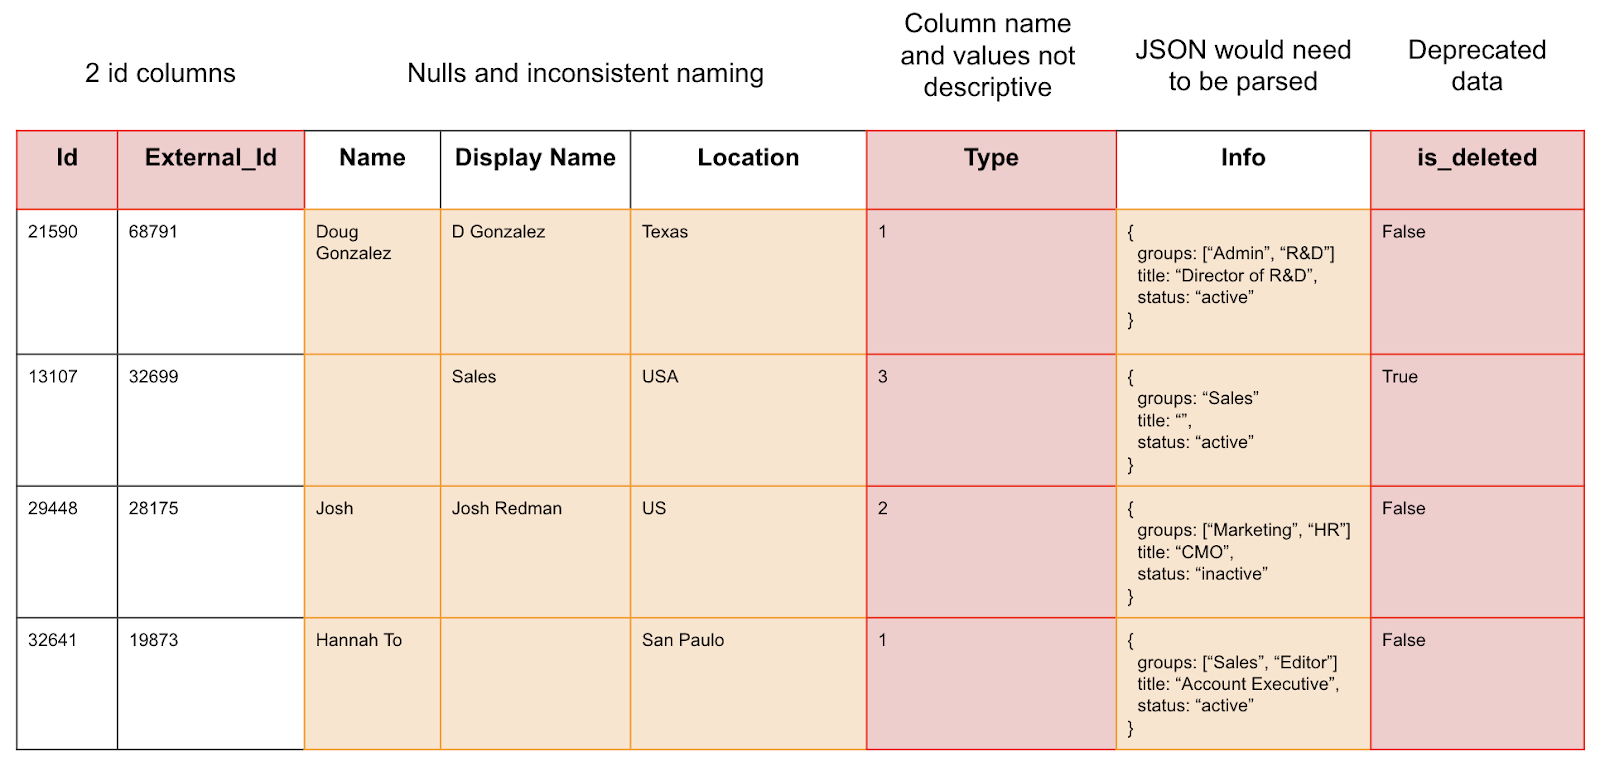 2 id columns
Nulls and inconsistent naming
Column name
and values not
descriptive
JSON would need
to be parsed
Deprecated
data
Id
External_Id
Name
Display Name
Location
Type
Info
is_deleted
21590
68791
Doug
Gonzalez
D Gonzalez
Texas
1
{
groups: [“Admin”, “R&D”]
title: “Director of R&D”,
status: “active”
}
False
13107
32699
Sales
USA
3
{
groups: “Sales”
title: “”,
status: “active”
}
True
29448
28175
Josh
Josh Redman
US
2
{
groups: [“Marketing”, “HR”]
title: “CMO”,
status: “inactive”
}
False
32641
19873
Hannah To
San Paulo
1
{
groups: [“Sales”, “Editor”]
title: “Account Executive”,
status: “active”
}
False